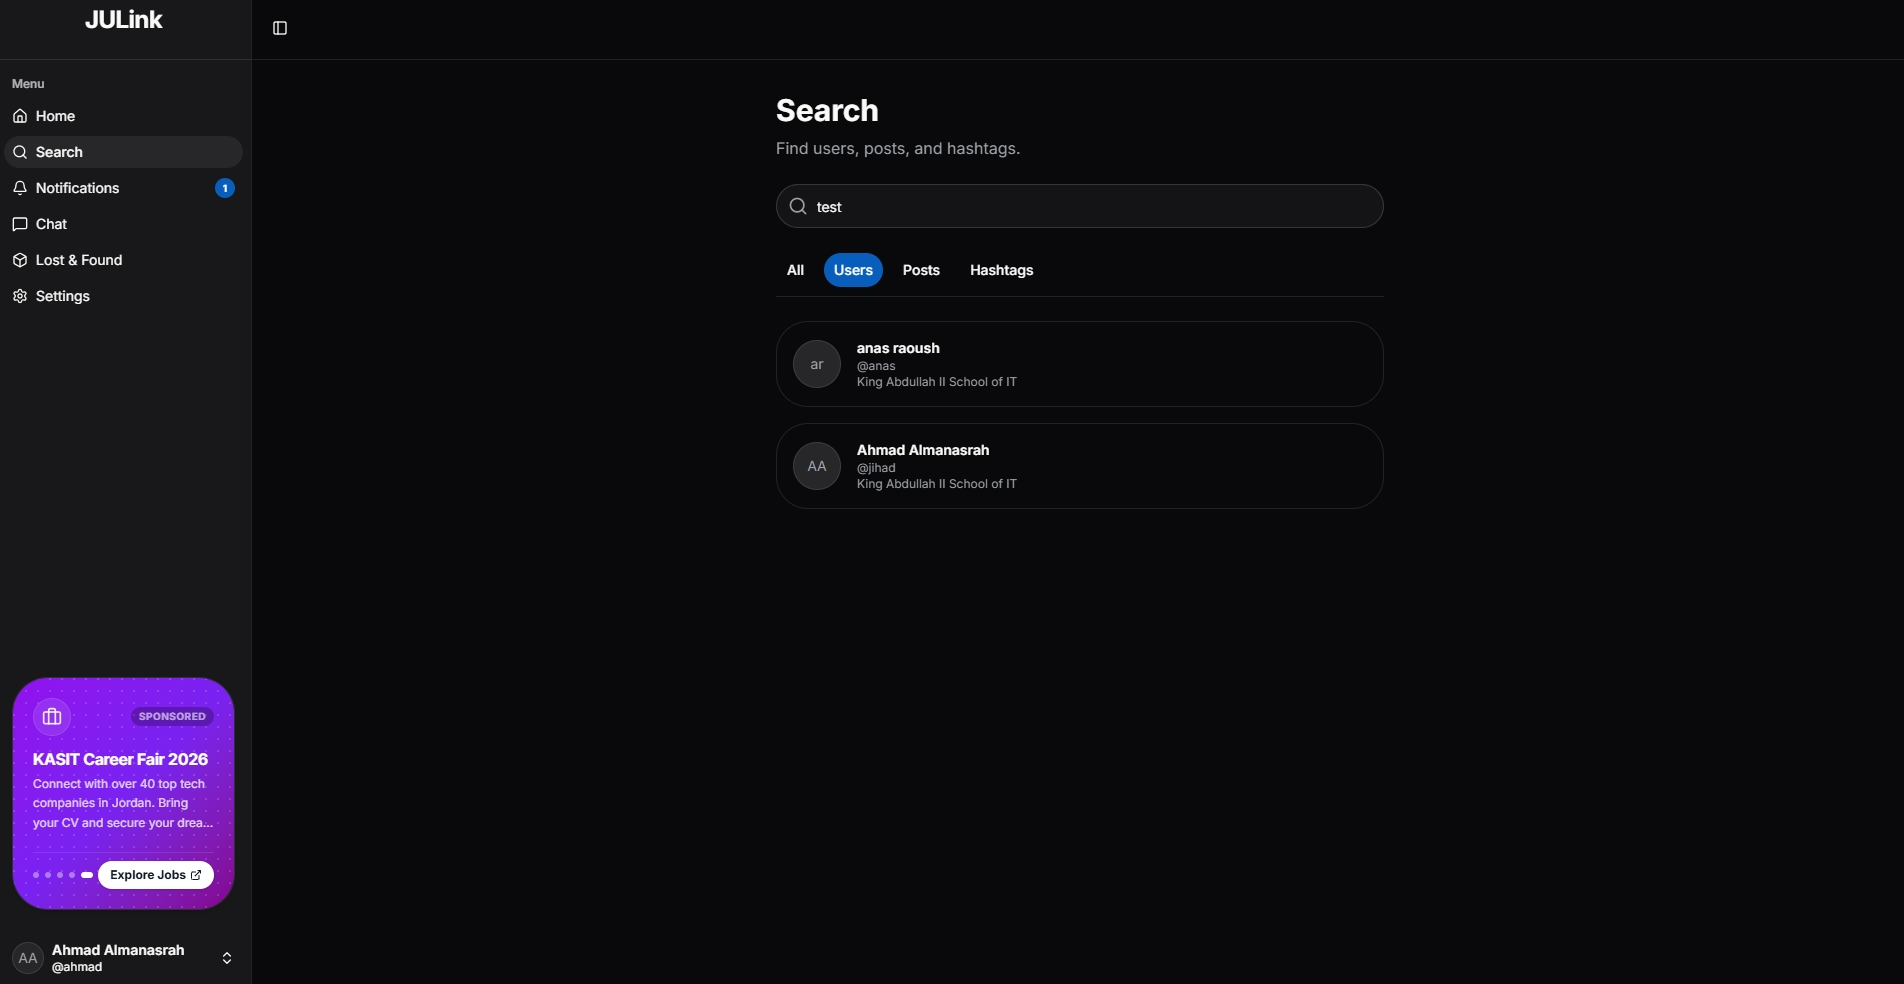 JULink
Menu
Home
Search
Notifications 1
Chat
Lost & Found
Settings
SPONSORED
KASIT Career Fair 2026
Connect with over 40 top tech
companies in Jordan. Bring
your CV and secure your drea...
Explore Jobs
AA
Ahmad Almanasrah
@ahmad
Search
Find users, posts, and hashtags.
test
All Users Posts Hashtags
ar
anas raoush
@anas
King Abdullah II School of IT
AA
Ahmad Almanasrah
@jihad
King Abdullah II School of IT